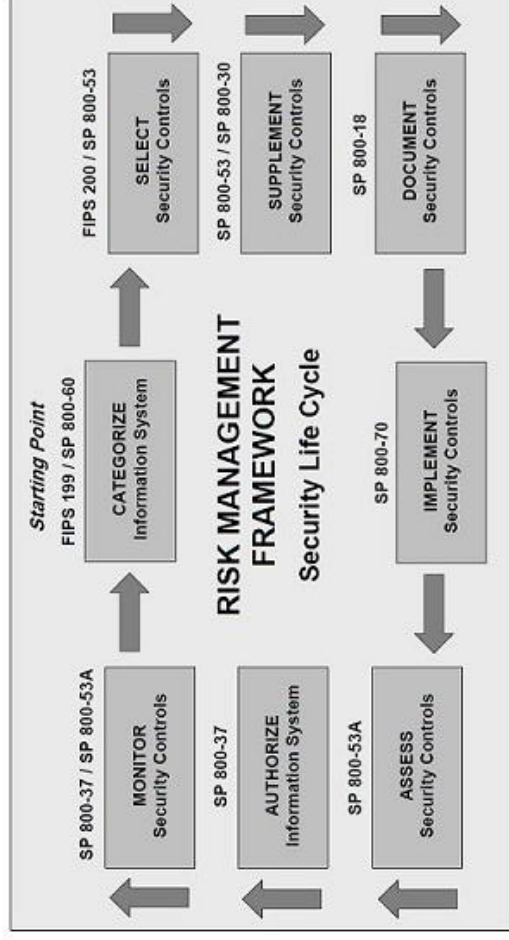 Starting Point
FIPS 199 / SP 800-60
CATEGORIZE
Information System
FIPS 200 / SP 800-53
SELECT
Security Controls
SP 800-53 / SP 800-30
SUPPLEMENT
Security Controls
SP 800-18
DOCUMENT
Security Controls
SP 800-70
IMPLEMENT
Security Controls
SP 800-53A
ASSESS
Security Controls
SP 800-37
AUTHORIZE
Information System
SP 800-37 / SP 800-53A
MONITOR
Security Controls
RISK MANAGEMENT
FRAMEWORK
Security Life Cycle